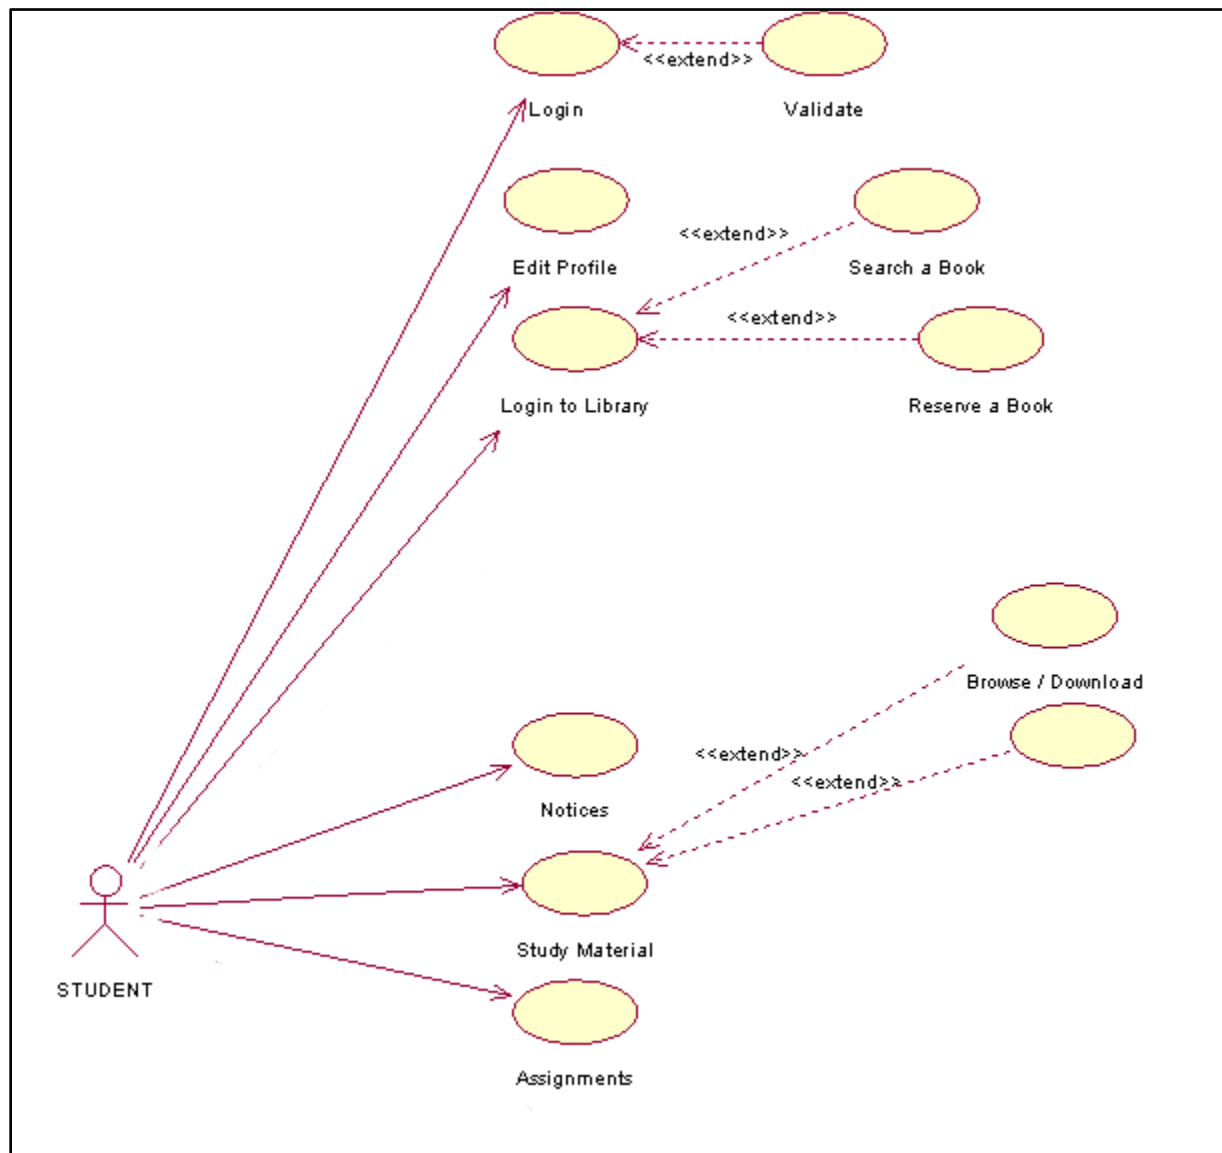 <<extend>>
Login
Validate
<<extend>>
Edit Profile
Search a Book
<<extend>>
Login to Library
Reserve a Book
Browse / Download
<<extend>>
<<extend>>
Notices
Study Material
STUDENT
Assignments